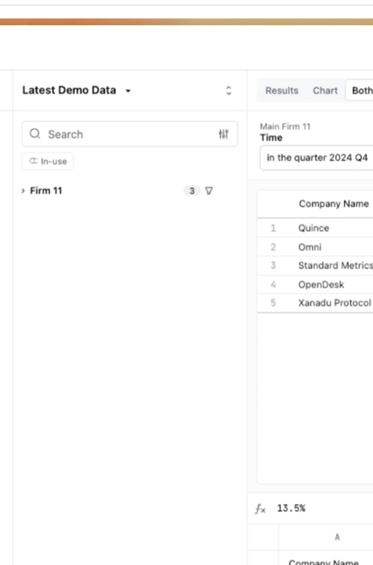 Latest Demo Data
Search
In-use
Firm 11
3
Results Chart Both
Main Firm 11
Time
in the quarter 2024 Q4
Company Name
1 Quince
2 Omni
3 Standard Metrics
4 OpenDesk
5 Xanadu Protocol
fx 13.5%
A
Company Name